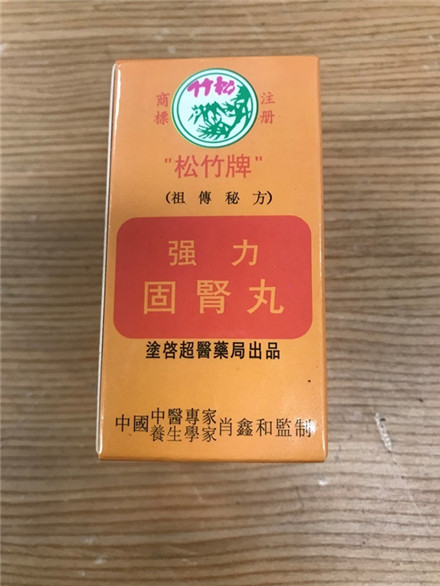 竹松
商標
注册
"松竹牌"
(祖傳秘方)
强力
固腎丸
塗啓超醫藥局出品
中國中醫專家養生學家肖鑫和監制